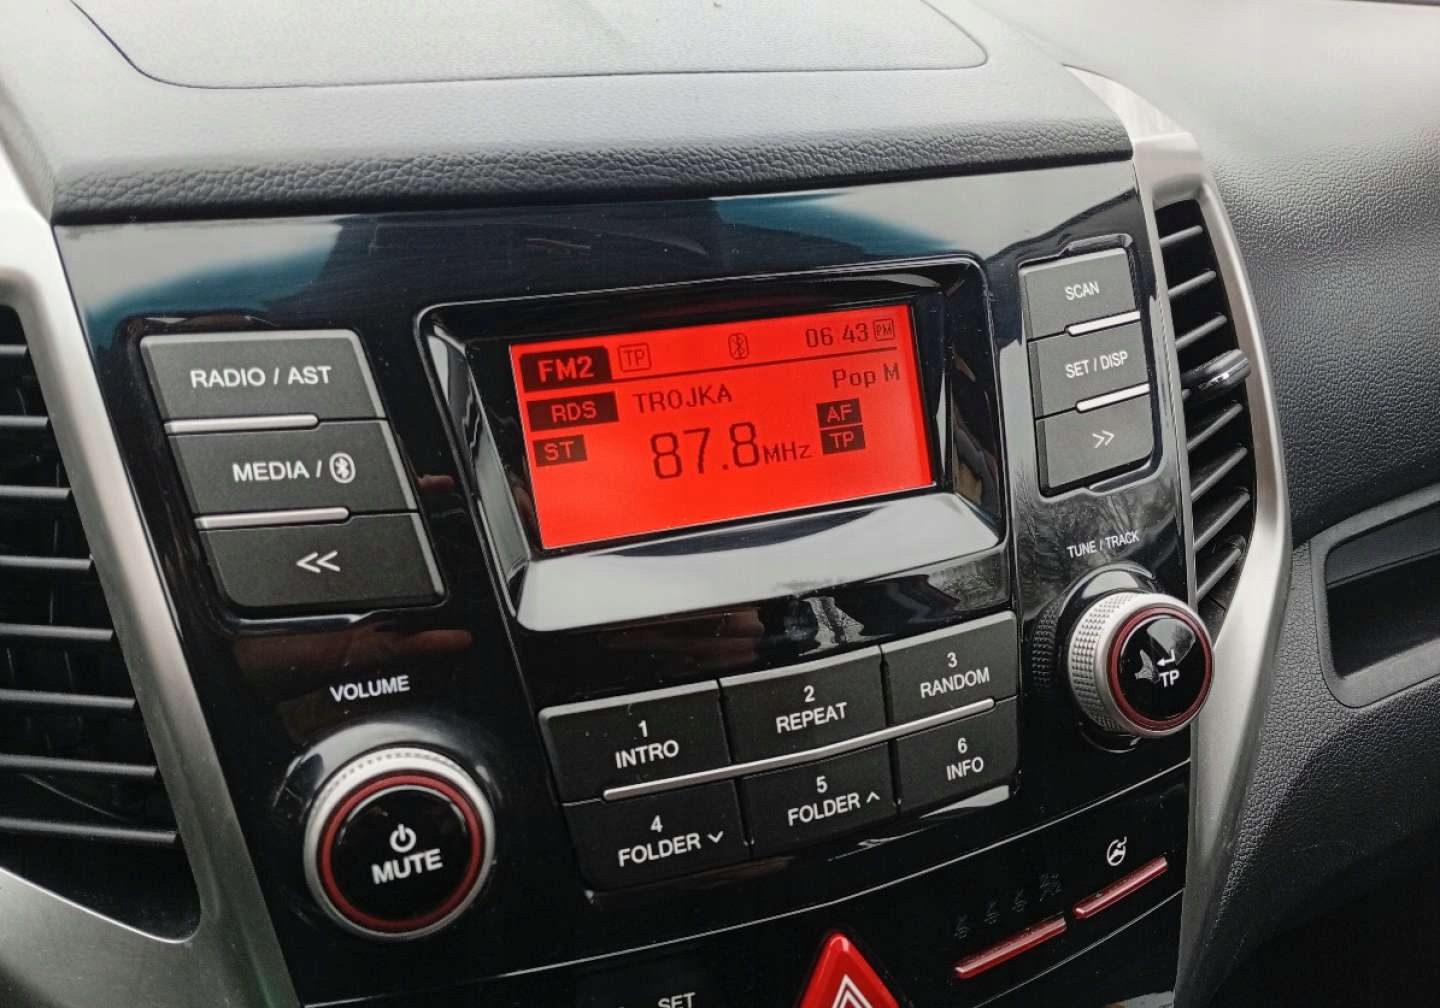 RADIO / AST
MEDIA /
<<
VOLUME
MUTE
FM2 TP 06:43 PM
RDS TROJKA Pop M
ST 87.8MHz AF
TP
SCAN
SET / DISP
>>
TUNE / TRACK
TP
1
INTRO
2
REPEAT
3
RANDOM
4
FOLDER ˅
5
FOLDER ˄
6
INFO
SET